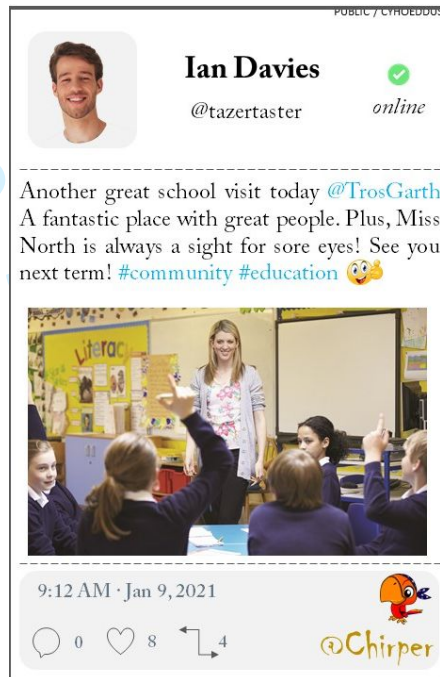 PUBLIC / CYHOEDDUS
Ian Davies
@tazertaster
online
Another great school visit today @TrosGarth
A fantastic place with great people. Plus, Miss
North is always a sight for sore eyes! See you
next term! #community #education
Literac
9:12 AM · Jan 9, 2021
0 8 4
@Chirper